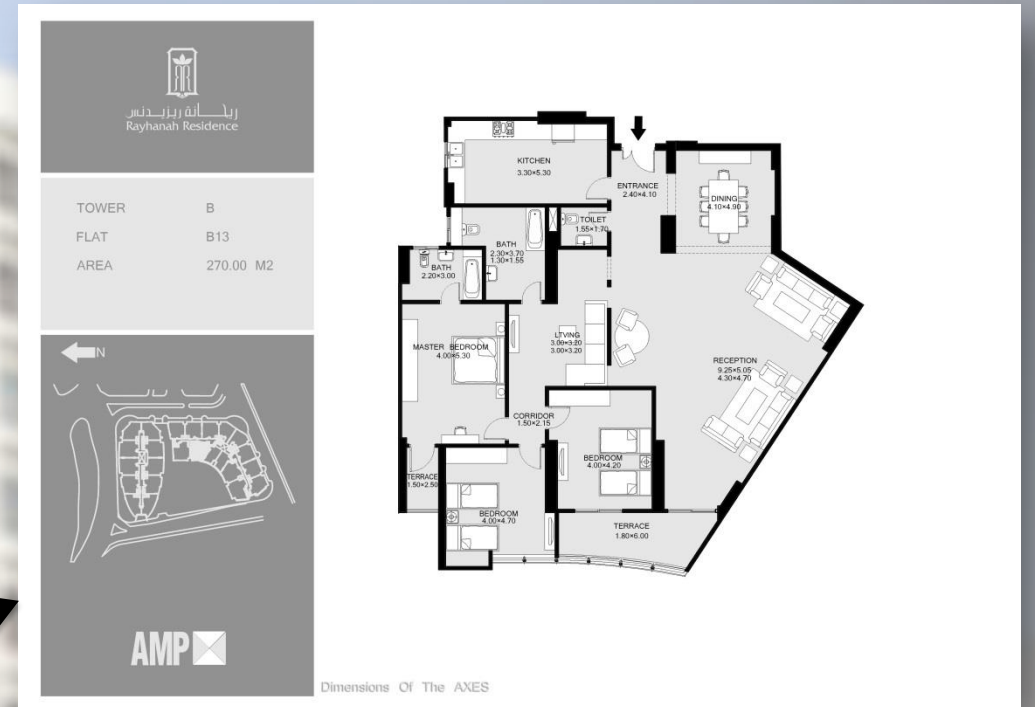 ريحانة ريزيدنس
Rayhanah Residence
TOWER B
FLAT B13
AREA 270.00 M2
N
AMP
KITCHEN
3.30×5.30
ENTRANCE
2.40×4.10
DINING
4.10×4.90
TOILET
1.55×1.70
BATH
2.30×3.70
1.30×1.55
BATH
2.20×3.00
LTVING
3.00×3.20
3.00×3.20
MASTER BEDROOM
4.00×5.30
RECEPTION
9.25×5.05
4.30×4.70
CORRIDOR
1.50×2.15
BEDROOM
4.00×4.20
TERRACE
1.50×2.50
BEDROOM
4.00×4.70
TERRACE
1.80×6.00
Dimensions Of The AXES